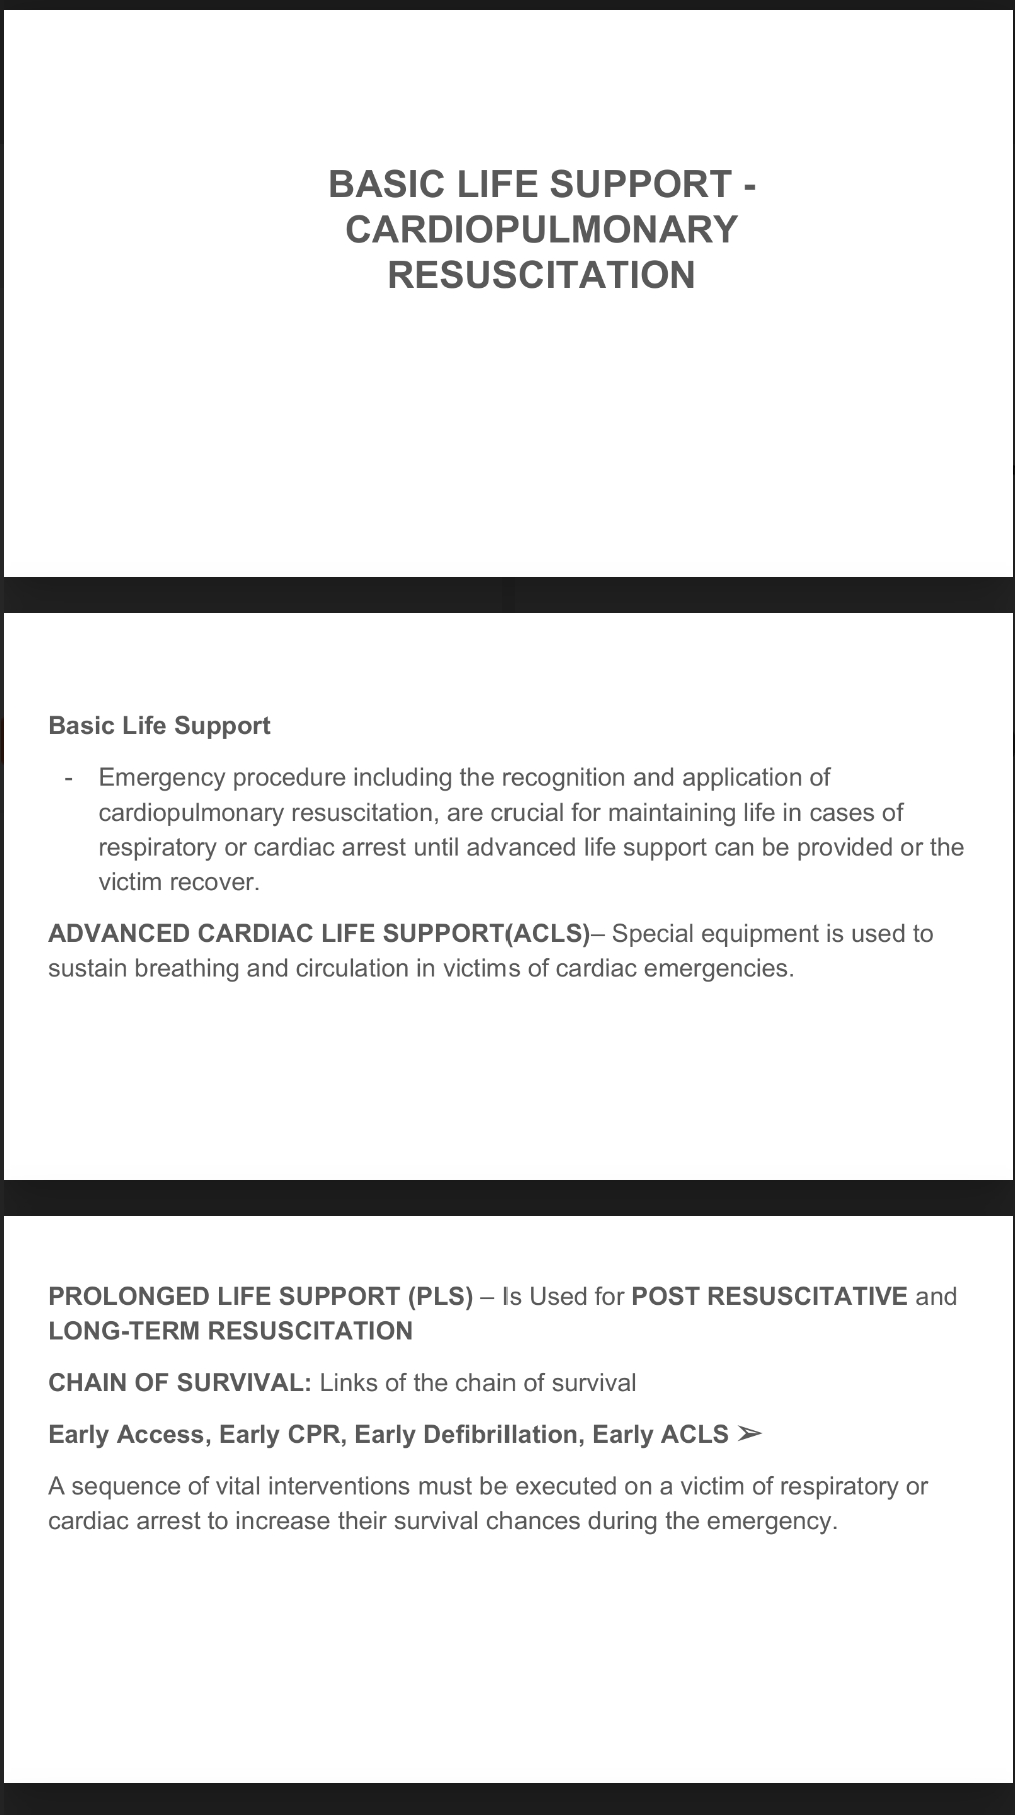 BASIC LIFE SUPPORT -
CARDIOPULMONARY
RESUSCITATION
Basic Life Support
- Emergency procedure including the recognition and application of
cardiopulmonary resuscitation, are crucial for maintaining life in cases of
respiratory or cardiac arrest until advanced life support can be provided or the
victim recover.
ADVANCED CARDIAC LIFE SUPPORT(ACLS)– Special equipment is used to
sustain breathing and circulation in victims of cardiac emergencies.
PROLONGED LIFE SUPPORT (PLS) – Is Used for POST RESUSCITATIVE and
LONG-TERM RESUSCITATION
CHAIN OF SURVIVAL: Links of the chain of survival
Early Access, Early CPR, Early Defibrillation, Early ACLS ➢
A sequence of vital interventions must be executed on a victim of respiratory or
cardiac arrest to increase their survival chances during the emergency.